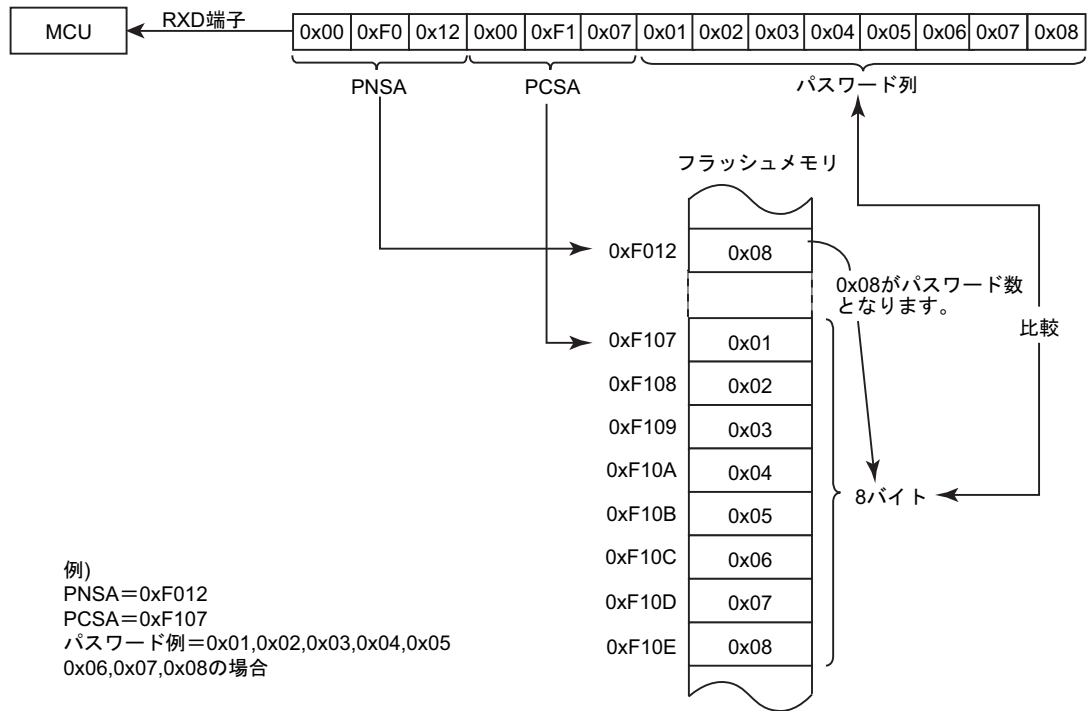 MCU
RXD端子
0x00 0xF0 0x12 0x00 0xF1 0x07 0x01 0x02 0x03 0x04 0x05 0x06 0x07 0x08
PNSA
PCSA
パスワード列
フラッシュメモリ
0xF012 0x08
0x08がパスワード数
となります。
比較
0xF107 0x01
0xF108 0x02
0xF109 0x03
0xF10A 0x04
8バイト
0xF10B 0x05
0xF10C 0x06
0xF10D 0x07
0xF10E 0x08
例)
PNSA=0xF012
PCSA=0xF107
パスワード例=0x01,0x02,0x03,0x04,0x05
0x06,0x07,0x08の場合